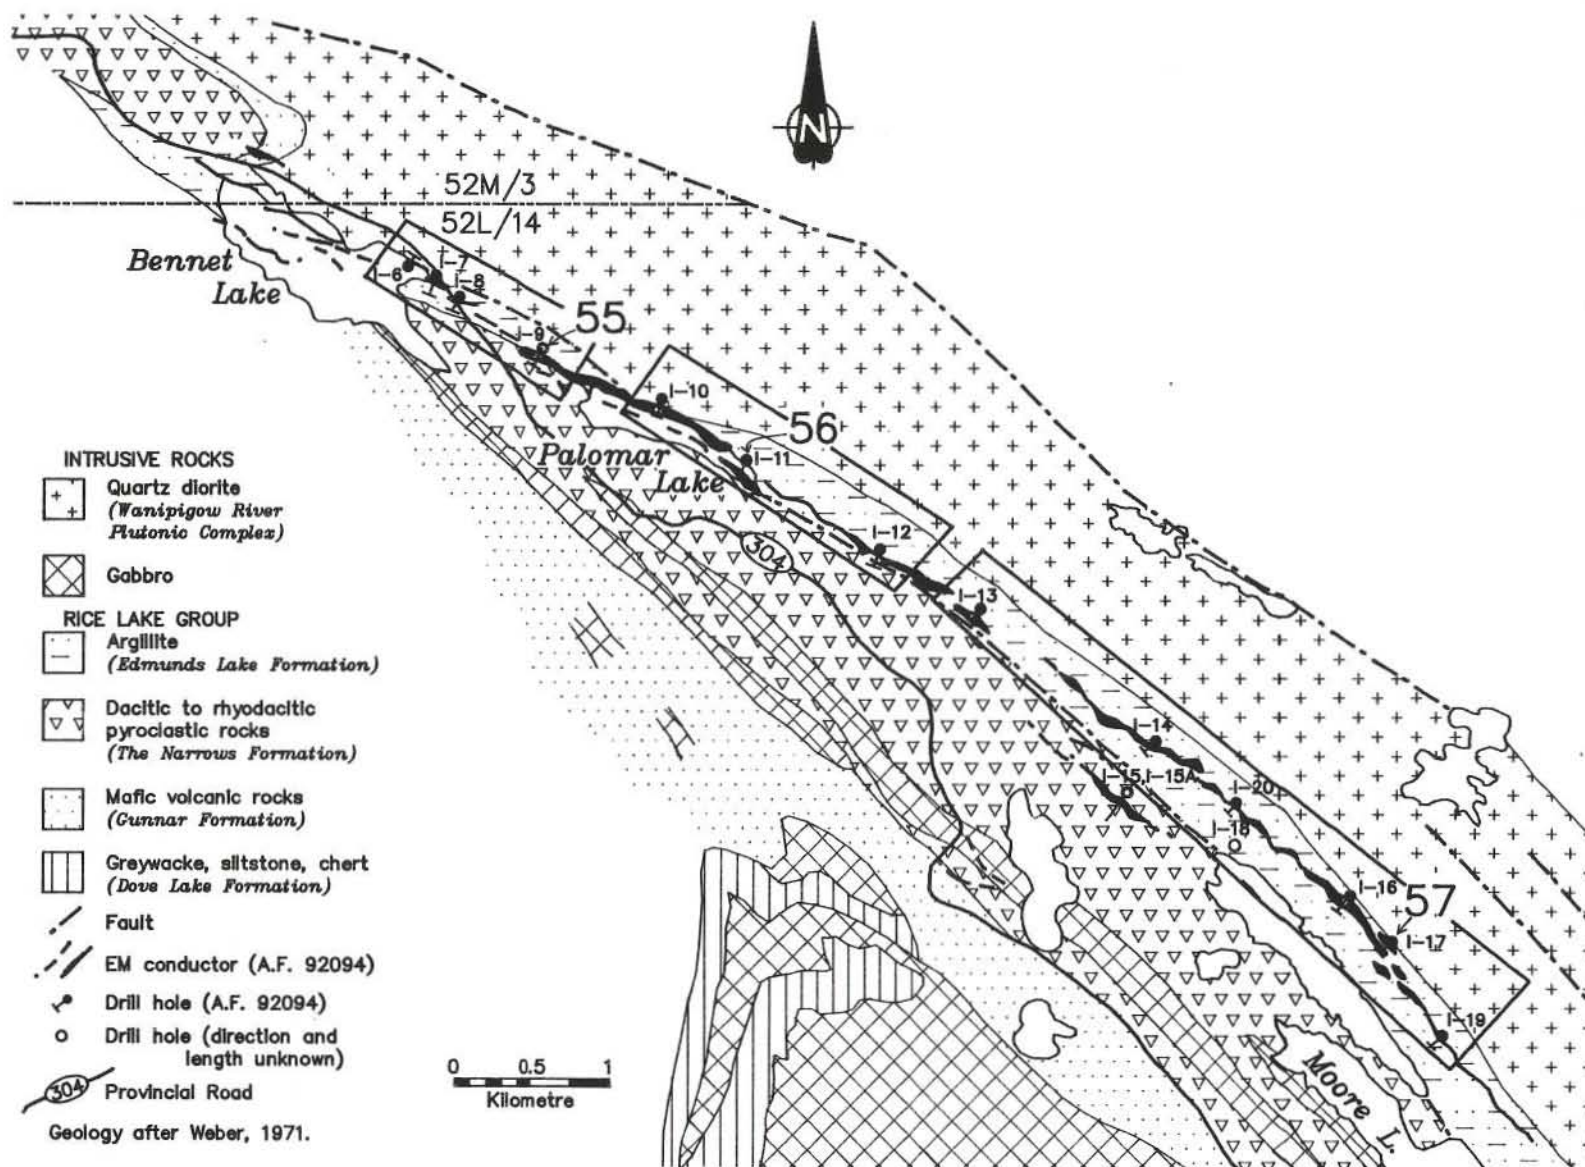 N
52M/3
52L/14
Bennet
Lake
I-6
I-7
I-8
I-9
55
I-10
56
I-11
Palomar
Lake
I-12
304
I-13
I-14
I-15, I-15A
I-20
I-18
I-16
57
I-17
I-19
Moore L.
INTRUSIVE ROCKS
Quartz diorite
(Wanipigow River
Plutonic Complex)
Gabbro
RICE LAKE GROUP
Argillite
(Edmunds Lake Formation)
Dacitic to rhyodacitic
pyroclastic rocks
(The Narrows Formation)
Mafic volcanic rocks
(Gunnar Formation)
Greywacke, siltstone, chert
(Dove Lake Formation)
Fault
EM conductor (A.F. 92094)
Drill hole (A.F. 92094)
Drill hole (direction and
length unknown)
304 Provincial Road
Geology after Weber, 1971.
0 0.5 1
Kilometre